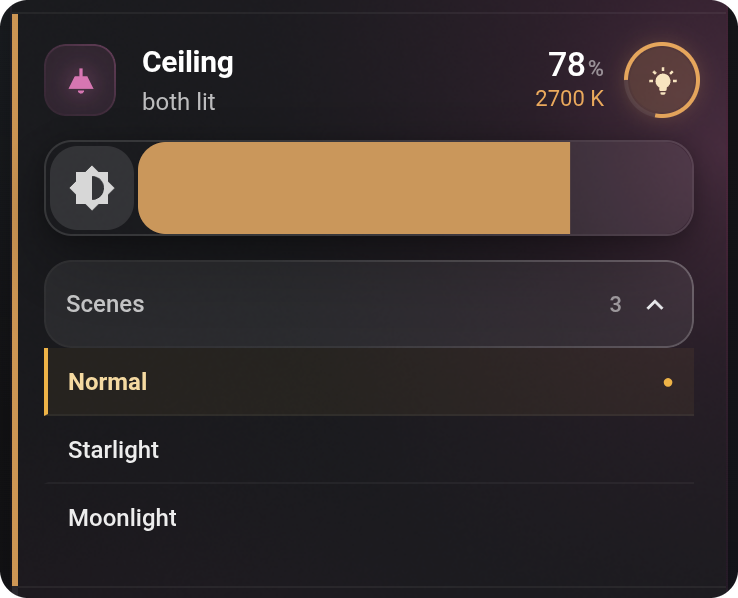 Ceiling
both lit
78%
2700 K
Scenes
3
Normal
Starlight
Moonlight